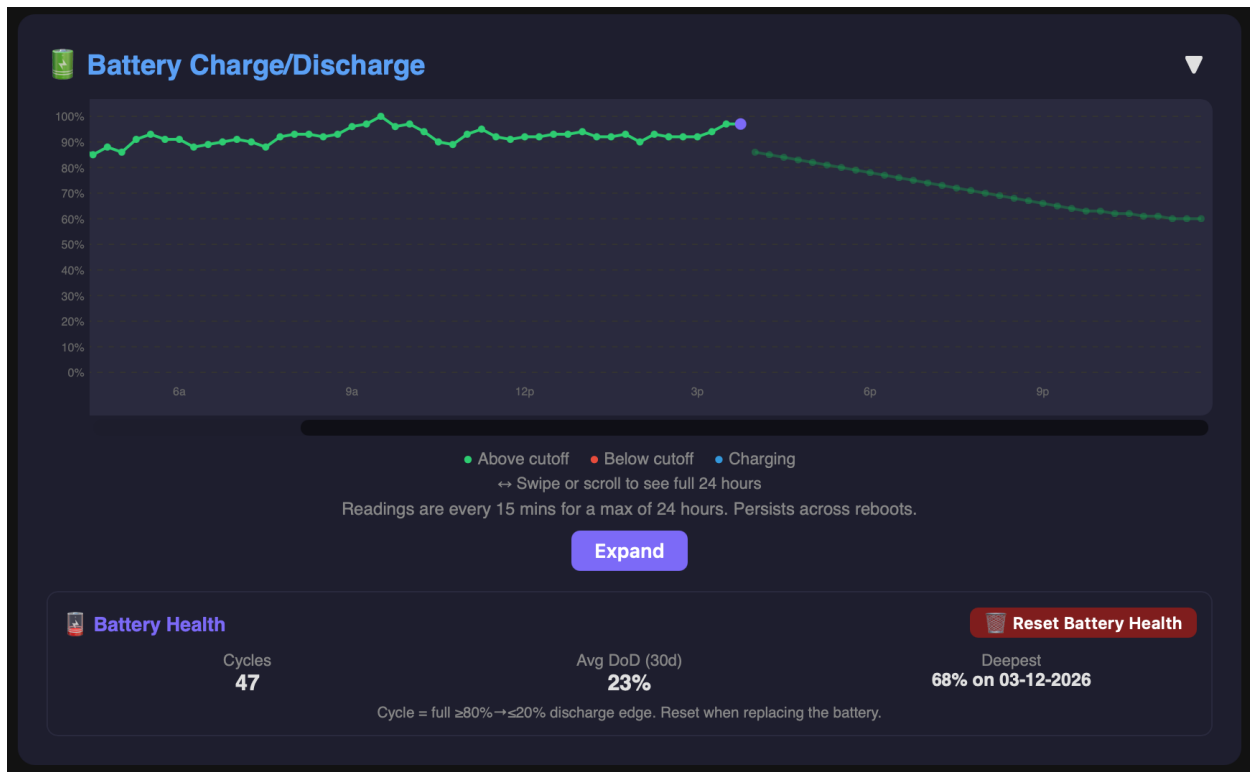 Battery Charge/Discharge
▼
100%
90%
80%
70%
60%
50%
40%
30%
20%
10%
0%
6a 9a 12p 3p 6p 9p
Above cutoff Below cutoff Charging
↔ Swipe or scroll to see full 24 hours
Readings are every 15 mins for a max of 24 hours. Persists across reboots.
Expand
Battery Health
Reset Battery Health
Cycles Avg DoD (30d) Deepest
47 23% 68% on 03-12-2026
Cycle = full ≥80%→≤20% discharge edge. Reset when replacing the battery.